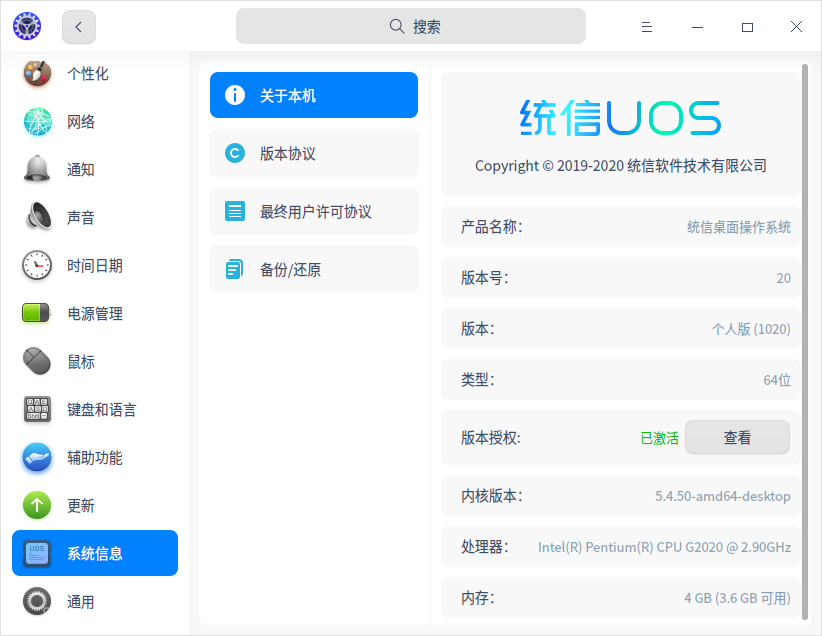 搜索
个性化
网络
通知
声音
时间日期
电源管理
鼠标
键盘和语言
辅助功能
更新
UOS
系统信息
通用
关于本机
版本协议
最终用户许可协议
备份/还原
统信UOS
Copyright © 2019-2020 统信软件技术有限公司
产品名称： 统信桌面操作系统
版本号： 20
版本： 个人版 (1020)
类型： 64位
版本授权: 已激活 查看
内核版本： 5.4.50-amd64-desktop
处理器： Intel(R) Pentium(R) CPU G2020 @ 2.90GHz
内存： 4 GB (3.6 GB 可用)